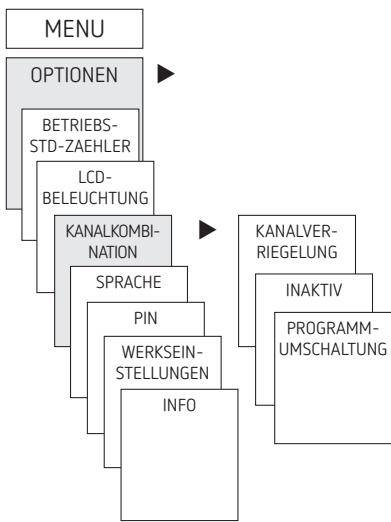 MENU
OPTIONEN
BETRIEBS-
STD-ZAEHLER
LCD-
BELEUCHTUNG
KANALKOMBI-
NATION
SPRACHE
PIN
WERKSEIN-
STELLUNGEN
INFO
KANALVER-
RIEGELUNG
INAKTIV
PROGRAMM-
UMSCHALTUNG